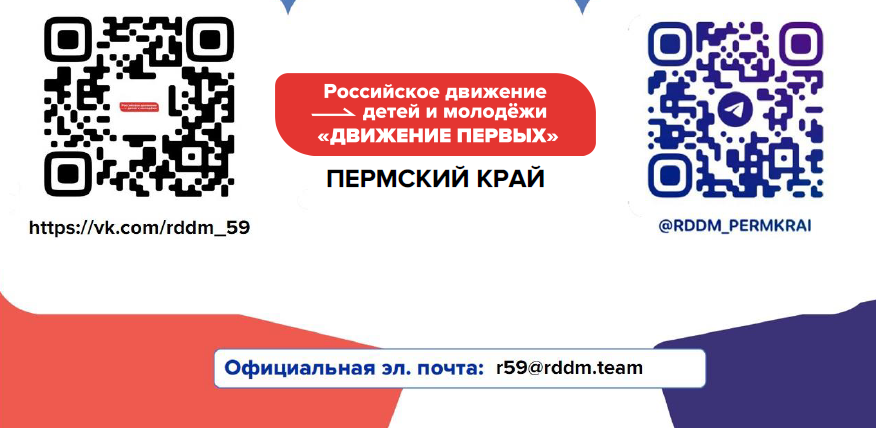 Российское движение
детей и молодёжи
«ДВИЖЕНИЕ ПЕРВЫХ»
ПЕРМСКИЙ КРАЙ
https://vk.com/rddm_59
@RDDM_PERMKRAI
Официальная эл. почта: r59@rddm.team